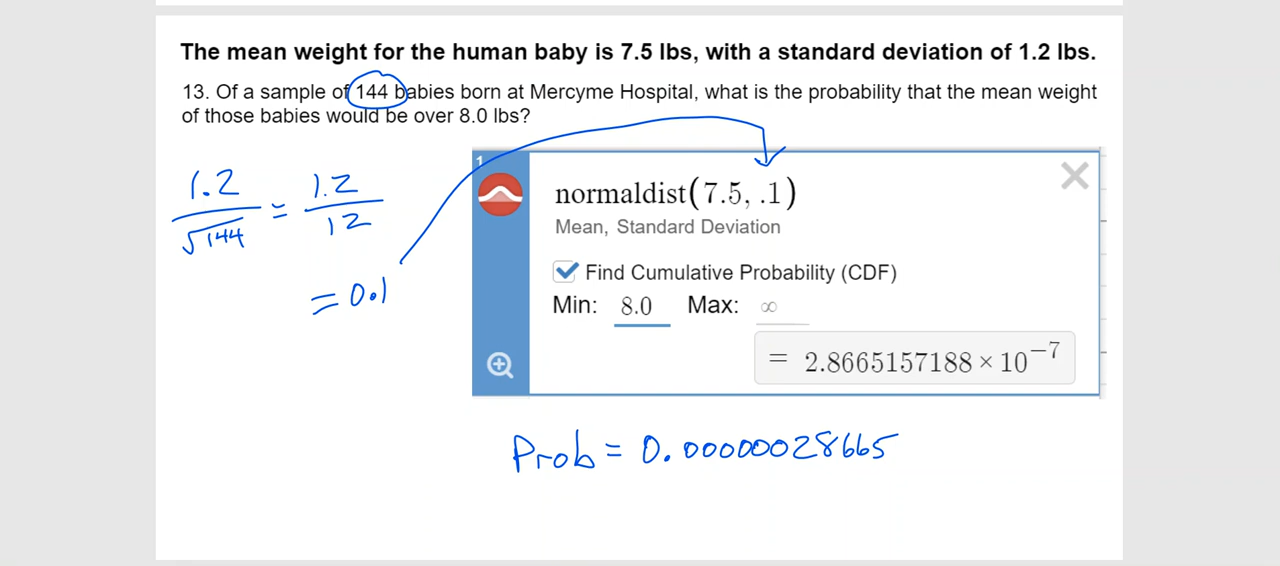 The mean weight for the human baby is 7.5 lbs, with a standard deviation of 1.2 lbs.
13. Of a sample of 144 babies born at Mercyme Hospital, what is the probability that the mean weight
of those babies would be over 8.0 lbs?
1.2/√144 = 1.2/12
= 0.1
1
normaldist(7.5, .1)
Mean, Standard Deviation
Find Cumulative Probability (CDF)
Min: 8.0 Max: ∞
= 2.8665157188 × 10⁻⁷
Prob = 0.00000028665